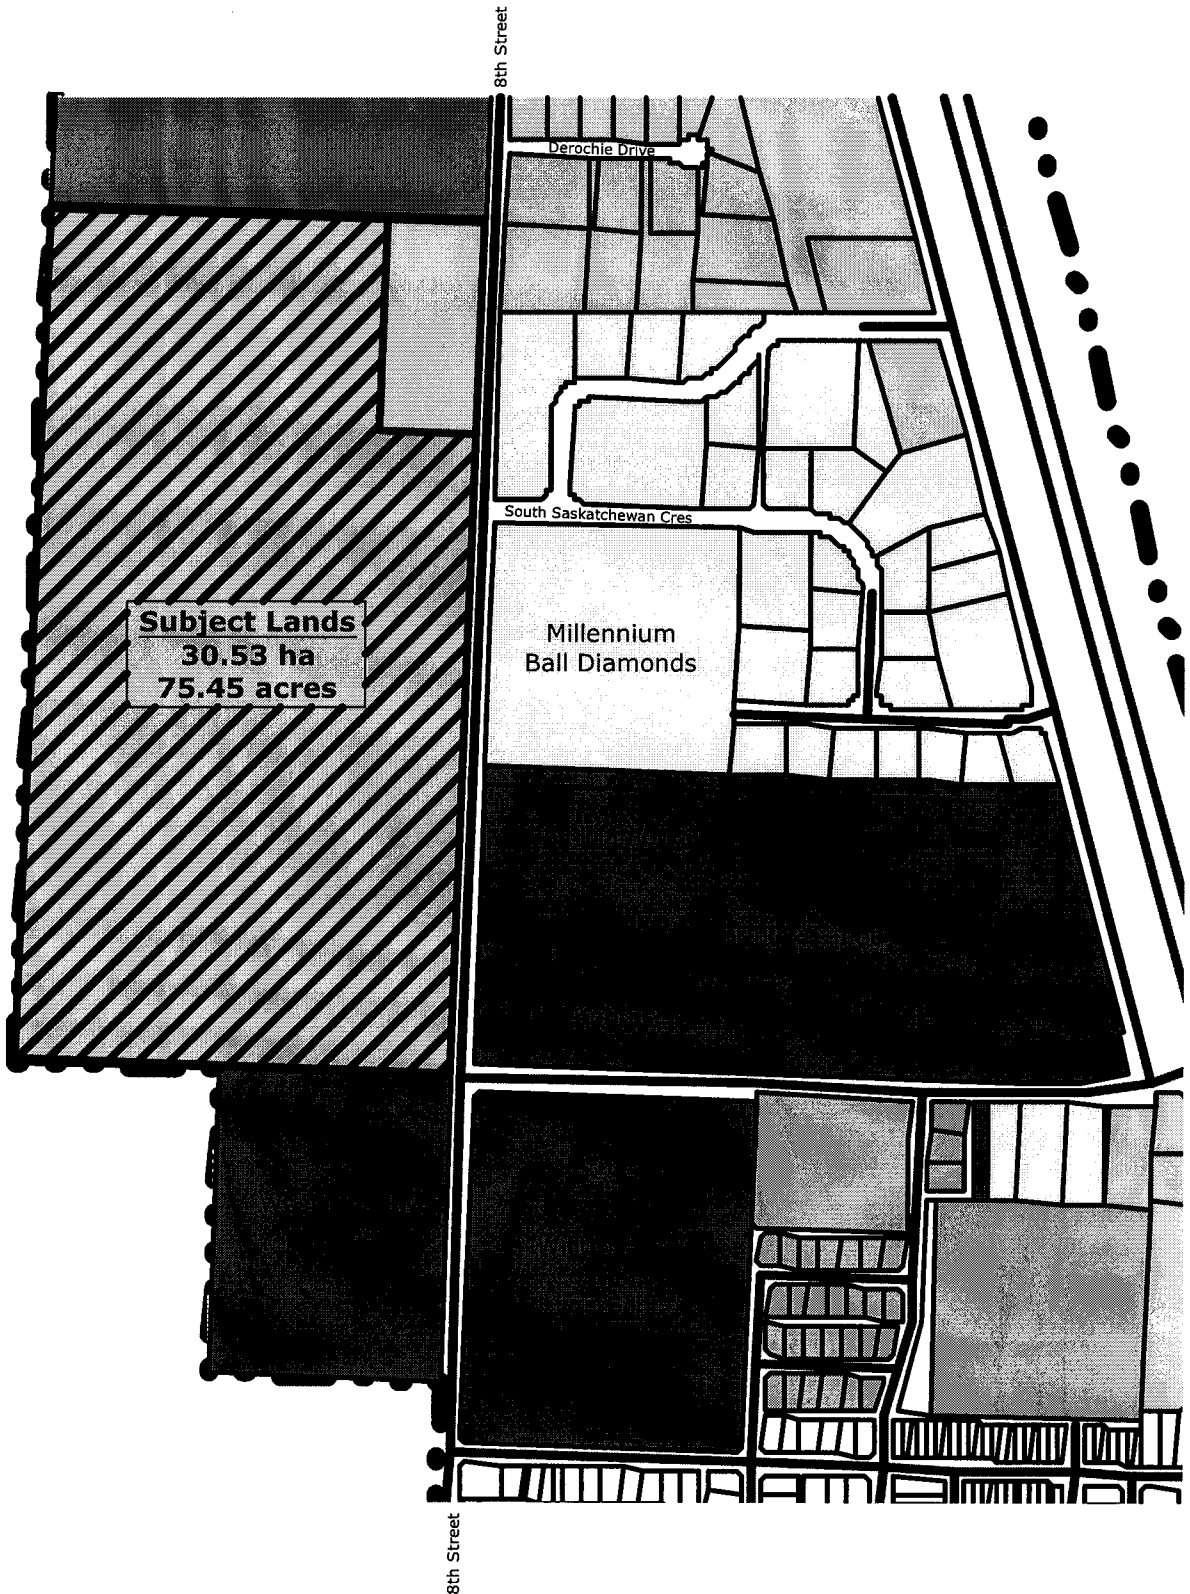 8th Street
Derochie Drive
South Saskatchewan Cres
Subject Lands
30.53 ha
75.45 acres
Millennium
Ball Diamonds
8th Street